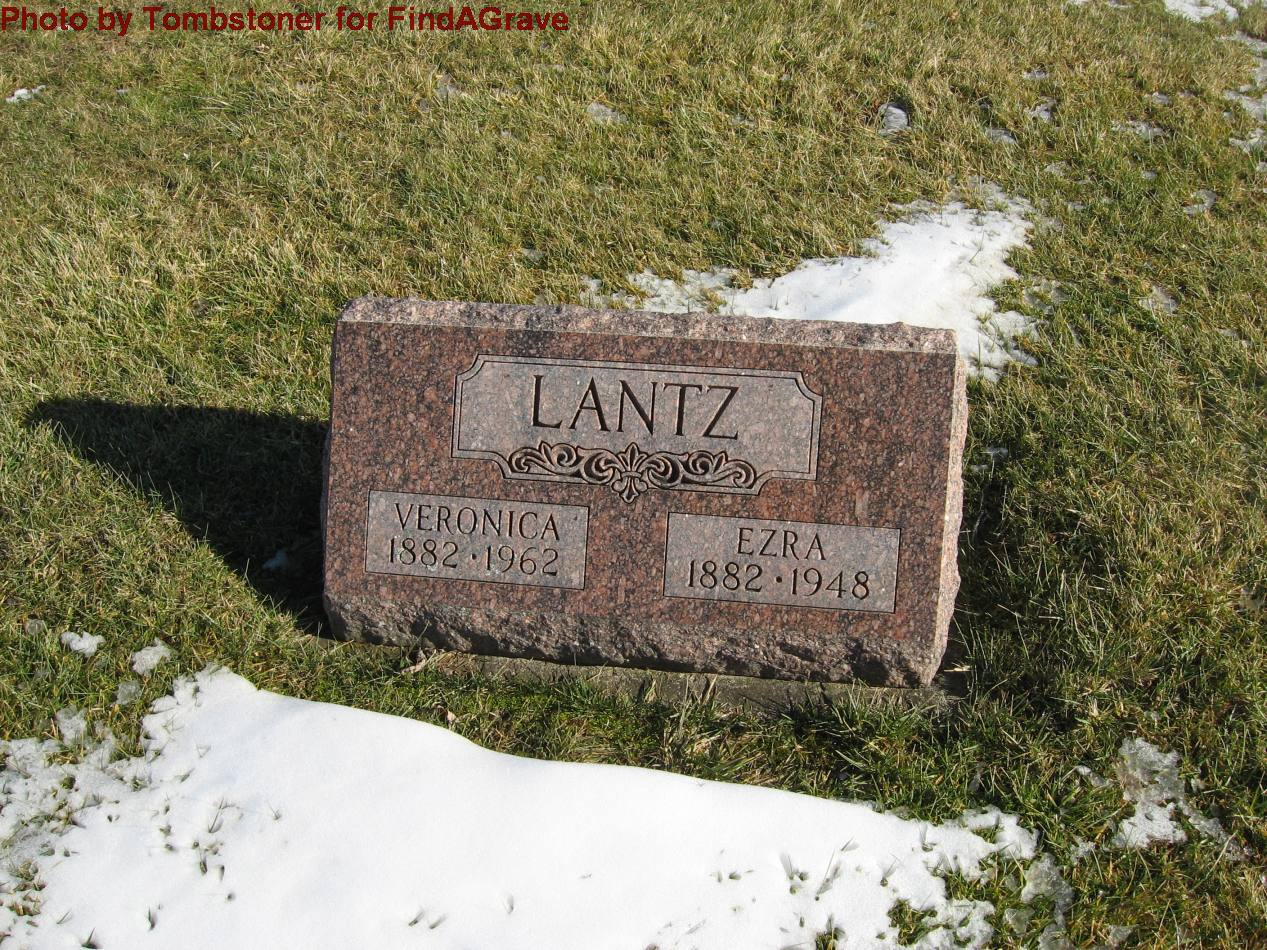 Photo by Tombstoner for FindAGrave
LANTZ
VERONICA
1882 · 1962
EZRA
1882 · 1948